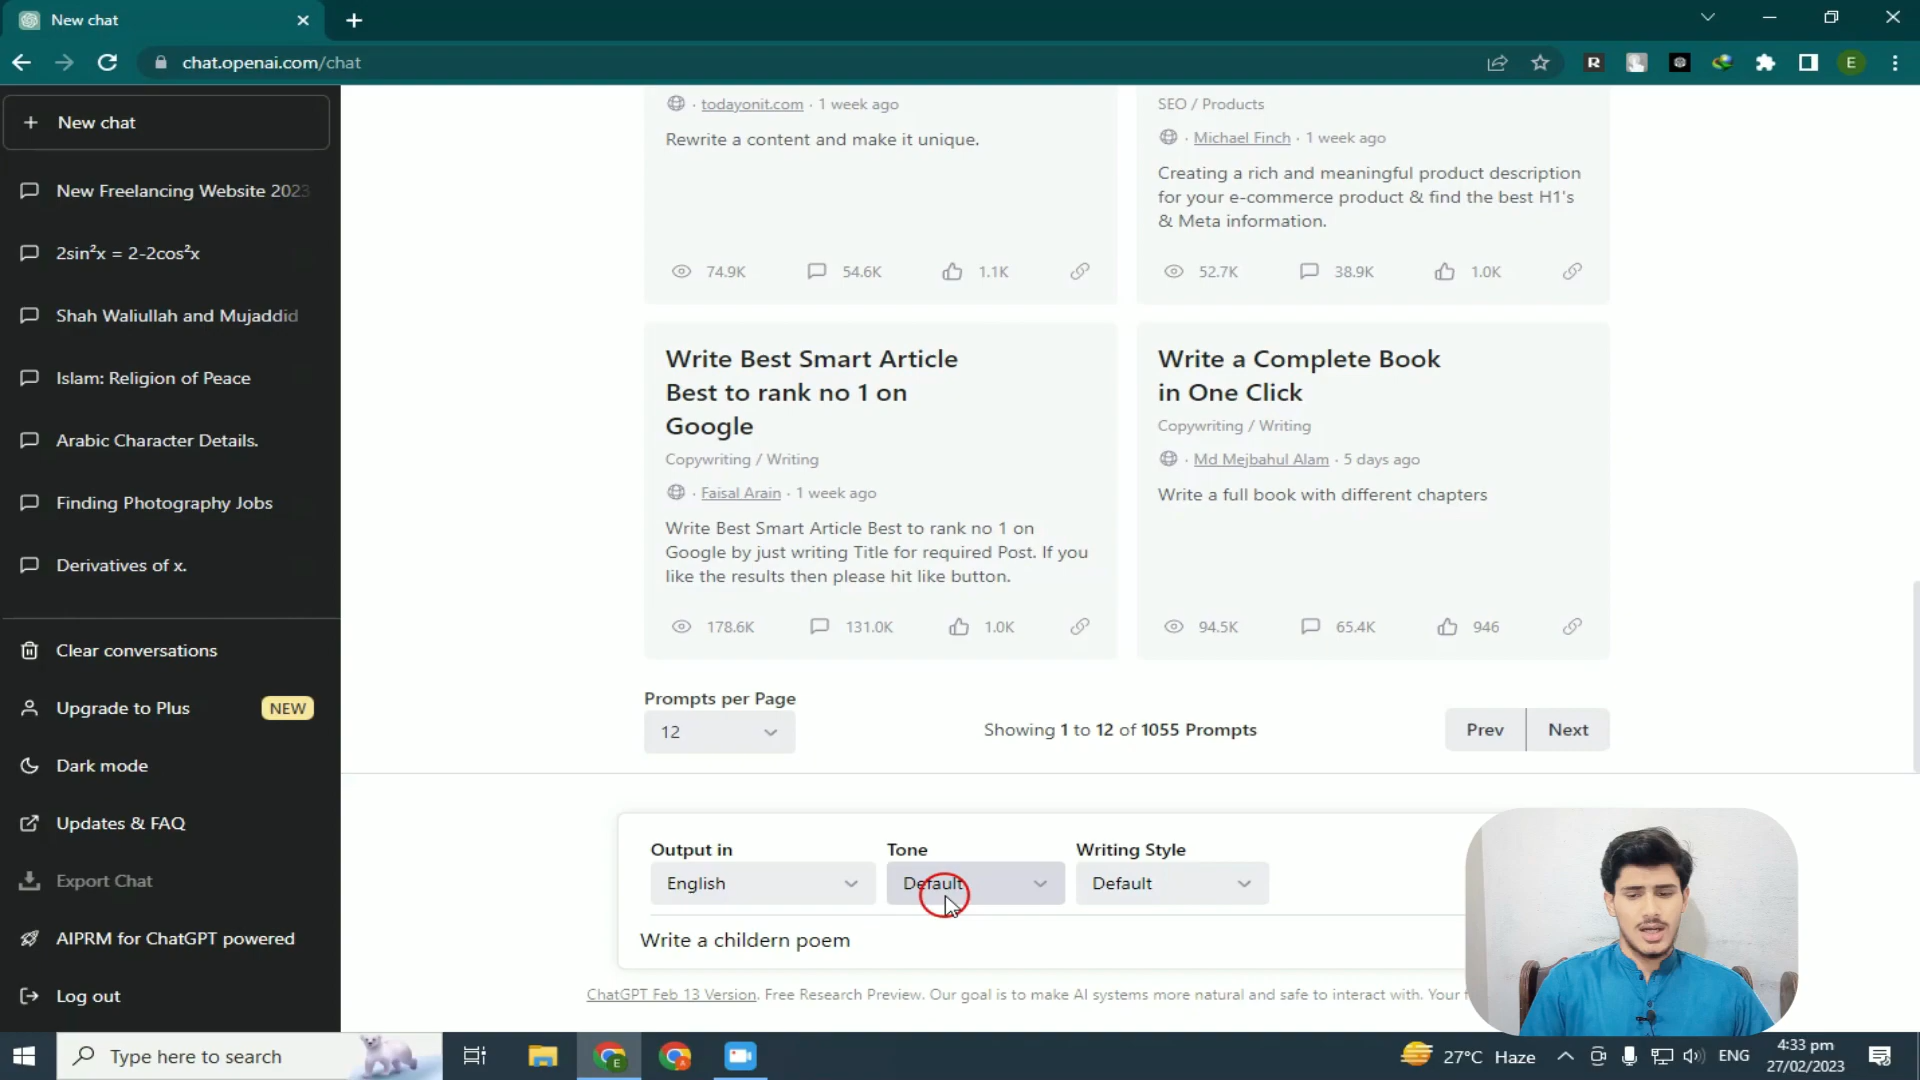 New chat
chat.openai.com/chat
E
New chat
New Freelancing Website 2023
2sin²x = 2-2cos²x
Shah Waliullah and Mujaddid
Islam: Religion of Peace
Arabic Character Details.
Finding Photography Jobs
Derivatives of x.
Clear conversations
Upgrade to Plus NEW
Dark mode
Updates & FAQ
Export Chat
AIPRM for ChatGPT powered
Log out
· todayonit.com · 1 week ago
Rewrite a content and make it unique.
74.9K 54.6K 1.1K
SEO / Products
· Michael Finch · 1 week ago
Creating a rich and meaningful product description
for your e-commerce product & find the best H1's
& Meta information.
52.7K 38.9K 1.0K
Write Best Smart Article
Best to rank no 1 on
Google
Copywriting / Writing
· Faisal Arain · 1 week ago
Write Best Smart Article Best to rank no 1 on
Google by just writing Title for required Post. If you
like the results then please hit like button.
178.6K 131.0K 1.0K
Write a Complete Book
in One Click
Copywriting / Writing
· Md Mejbahul Alam · 5 days ago
Write a full book with different chapters
94.5K 65.4K 946
Prompts per Page
12
Showing 1 to 12 of 1055 Prompts
Prev Next
Output in Tone Writing Style
English Default Default
Write a childern poem
ChatGPT Feb 13 Version. Free Research Preview. Our goal is to make AI systems more natural and safe to interact with. Your
Type here to search
27°C Haze
ENG
4:33 pm
27/02/2023